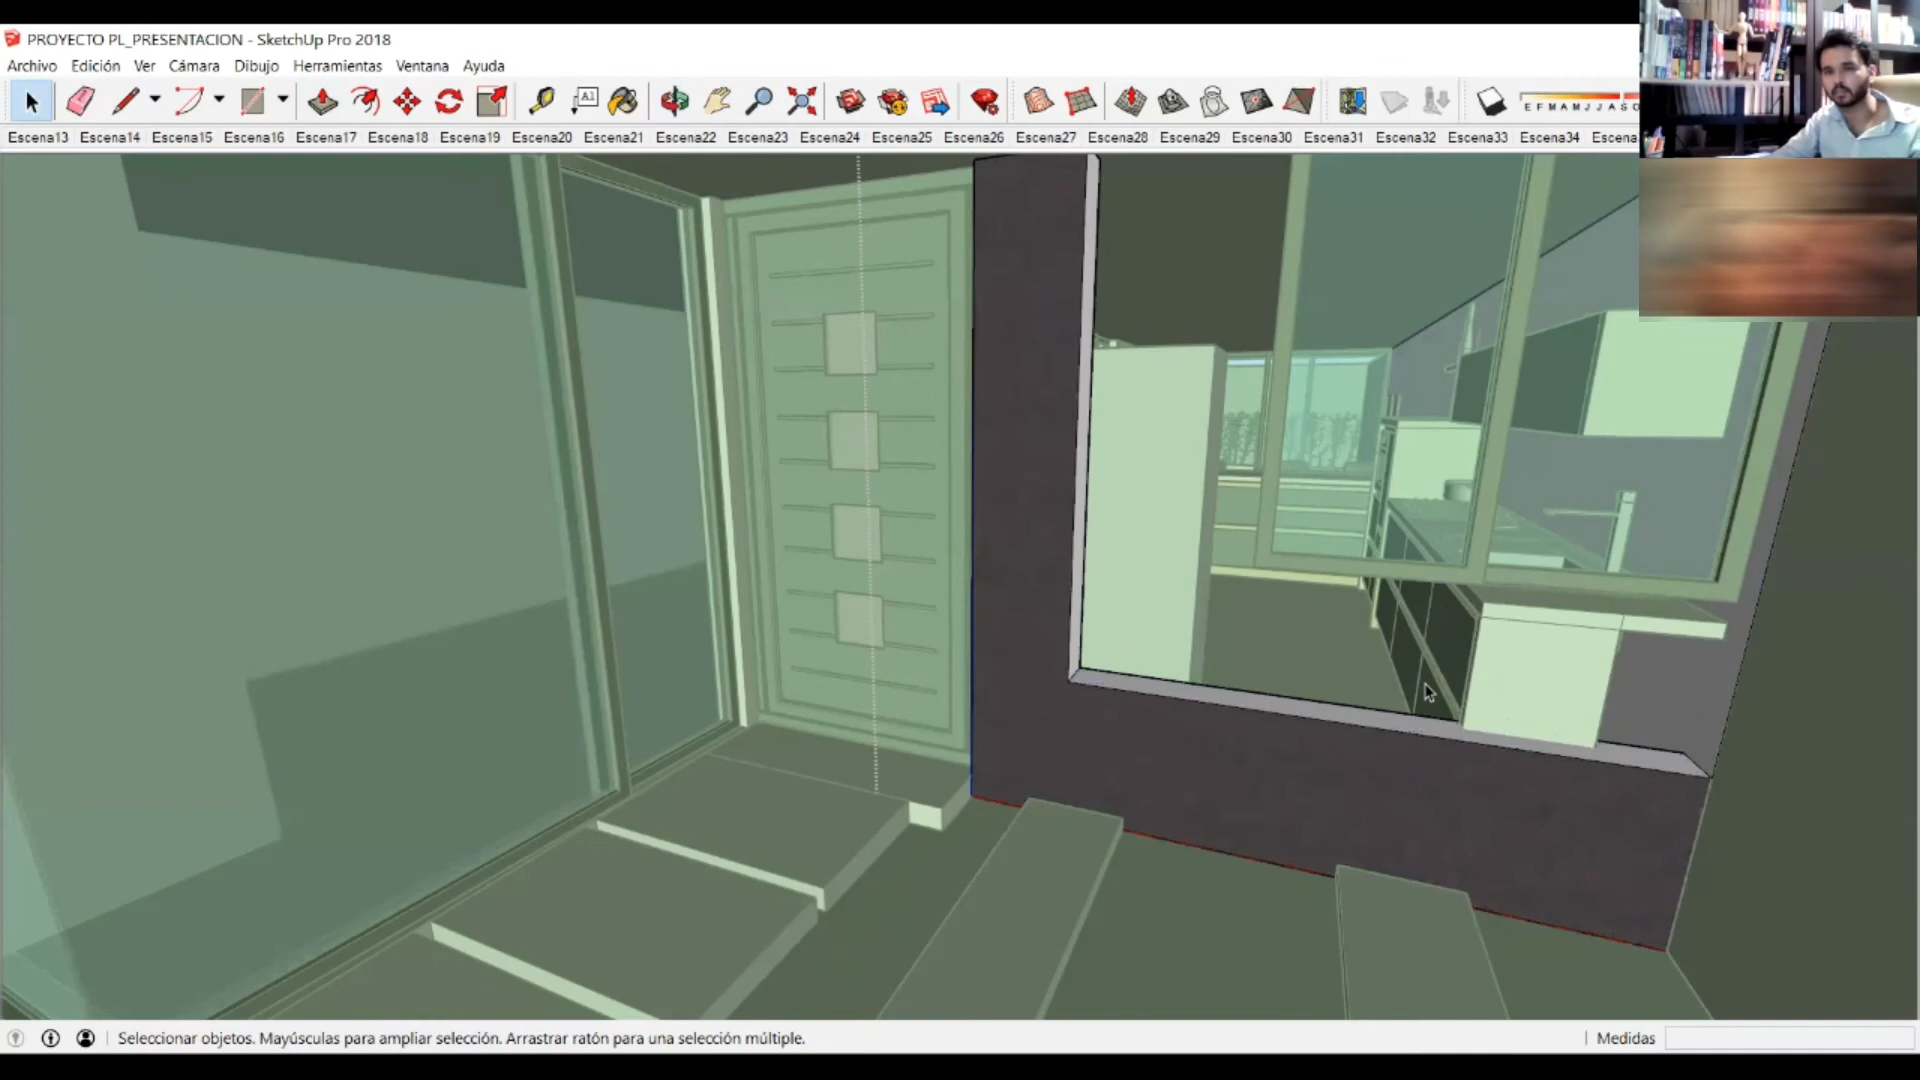 PROYECTO PL_PRESENTACION - SketchUp Pro 2018
Archivo Edición Ver Cámara Dibujo Herramientas Ventana Ayuda
A1
E F M A M J J A S O
Escena13 Escena14 Escena15 Escena16 Escena17 Escena18 Escena19 Escena20 Escena21 Escena22 Escena23 Escena24 Escena25 Escena26 Escena27 Escena28 Escena29 Escena30 Escena31 Escena32 Escena33 Escena34 Escena
Seleccionar objetos. Mayúsculas para ampliar selección. Arrastrar ratón para una selección múltiple.
Medidas